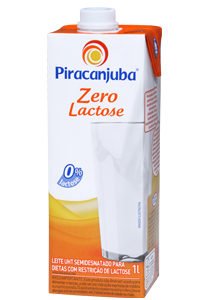 Piracanjuba
Zero
Lactose
0%
lactose
LEITE UHT SEMIDESNATADO PARA
DIETAS COM RESTRIÇÃO DE LACTOSE
1L